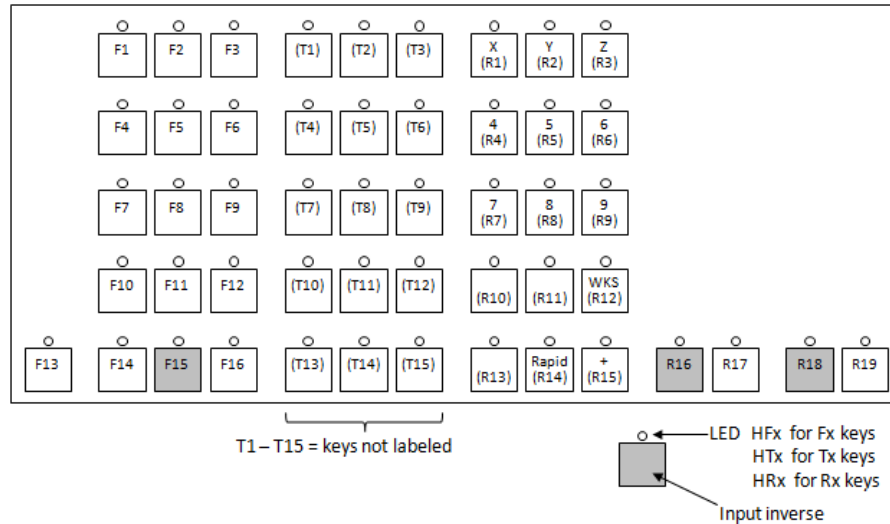 F1 F2 F3 (T1) (T2) (T3) X Y Z
(R1) (R2) (R3)
F4 F5 F6 (T4) (T5) (T6) 4 5 6
(R4) (R5) (R6)
F7 F8 F9 (T7) (T8) (T9) 7 8 9
(R7) (R8) (R9)
F10 F11 F12 (T10) (T11) (T12) WKS
(R10) (R11) (R12)
F13 F14 F15 F16 (T13) (T14) (T15) Rapid + R16 R17 R18 R19
(R13) (R14) (R15)
T1 – T15 = keys not labeled
LED HFx for Fx keys
HTx for Tx keys
HRx for Rx keys
Input inverse